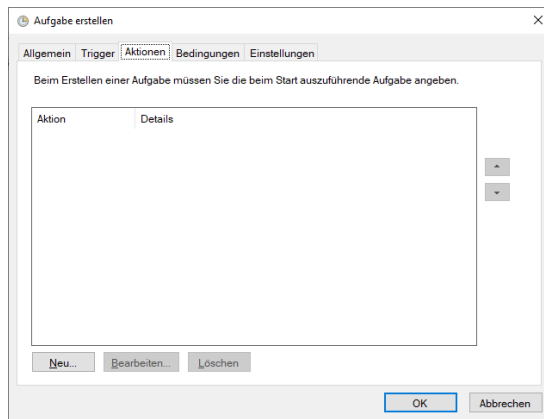 Aufgabe erstellen
Allgemein Trigger Aktionen Bedingungen Einstellungen
Beim Erstellen einer Aufgabe müssen Sie die beim Start auszuführende Aufgabe angeben.
Aktion Details
Neu... Bearbeiten... Löschen
OK Abbrechen